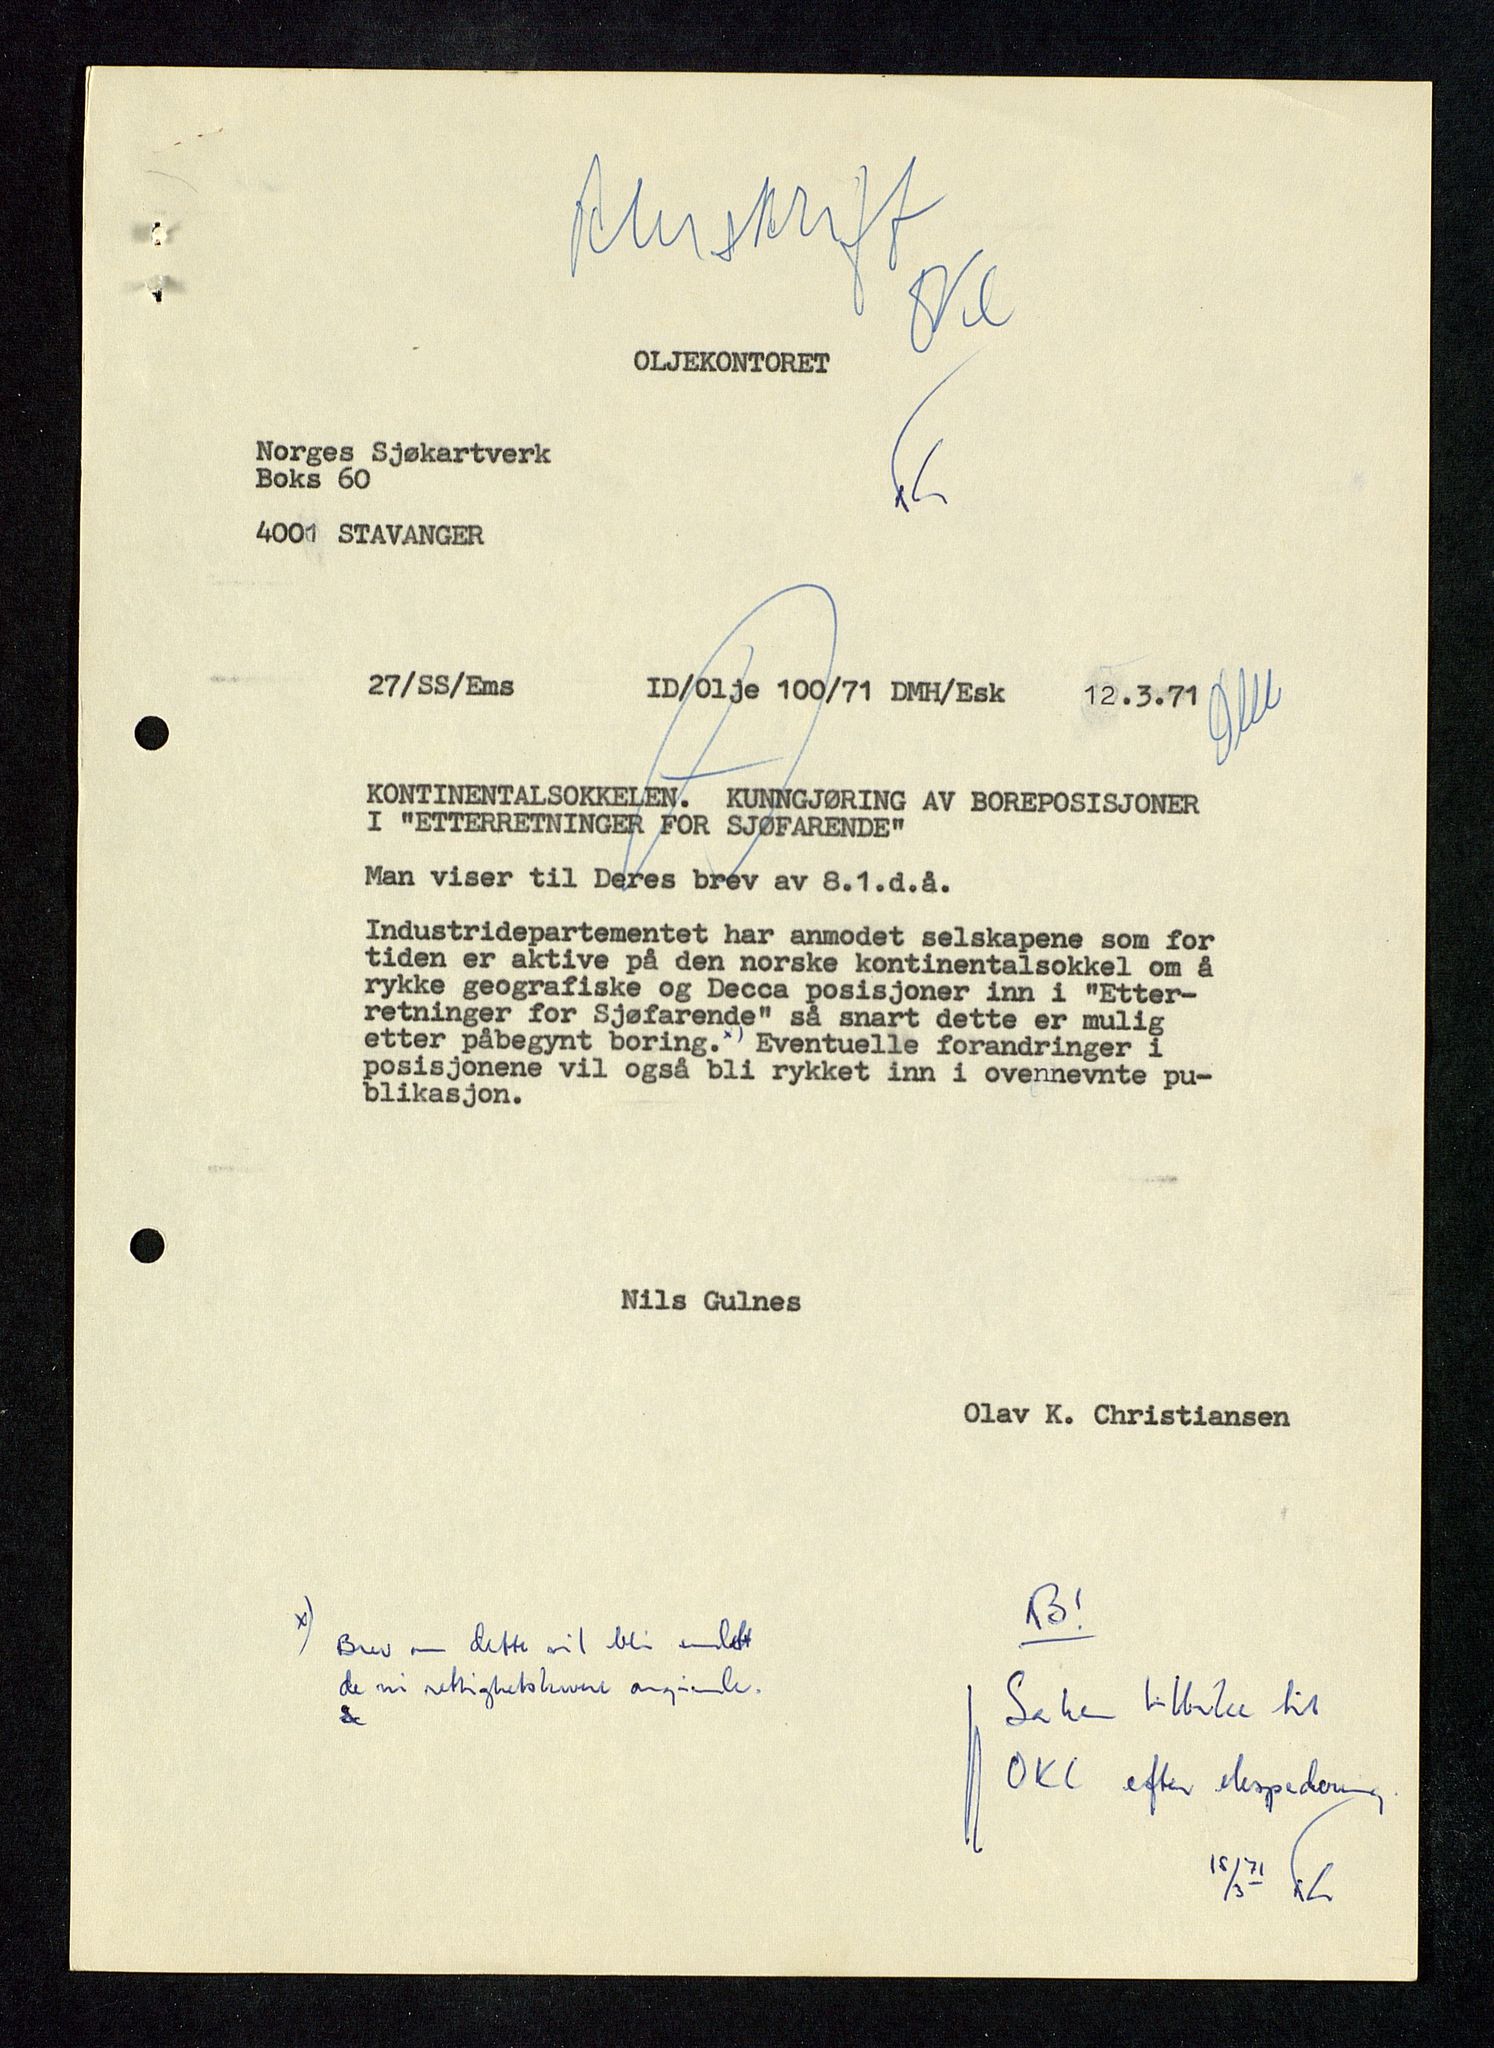 Renskrift
OKC
OLJEKONTORET
Norges Sjøkartverk
Boks 60
4001 STAVANGER
27/SS/Ems ID/Olje 100/71 DMH/Esk 12.3.71
KONTINENTALSOKKELEN. KUNNGJØRING AV BOREPOSISJONER
I "ETTERRETNINGER FOR SJØFARENDE"
Man viser til Deres brev av 8.1.d.å.
Industridepartementet har anmodet selskapene som for
tiden er aktive på den norske kontinentalsokkel om å
rykke geografiske og Decca posisjoner inn i "Etter-
retninger for Sjøfarende" så snart dette er mulig
etter påbegynt boring.x) Eventuelle forandringer i
posisjonene vil også bli rykket inn i ovennevnte pu-
blikasjon.
Nils Gulnes
Olav K. Christiansen
x)
Brev om dette vil bli
de
NB!
Saken tilbake til
OKC efter ekspedering.
15/3 71